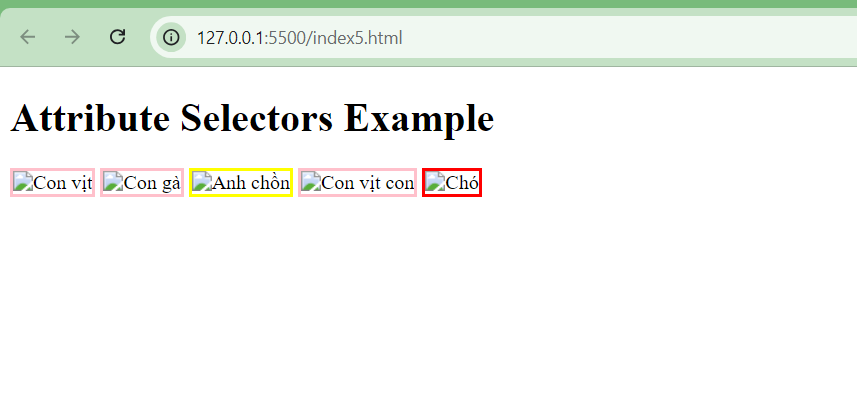 127.0.0.1:5500/index5.html
Attribute Selectors Example
Con vịt Con gà Anh chồn Con vịt con Chó